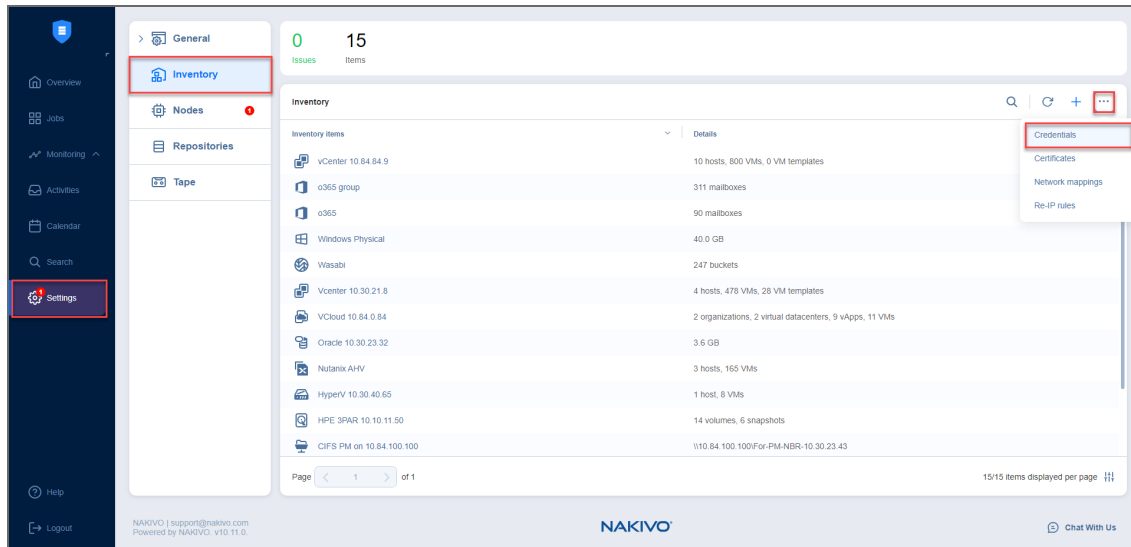 Overview
Jobs
Monitoring
Activities
Calendar
Search
1
Settings
Help
Logout
General
Inventory
Nodes 1
Repositories
Tape
0 15
Issues Items
Inventory
Inventory items Details
vCenter 10.84.84.9 10 hosts, 800 VMs, 0 VM templates
o365 group 311 mailboxes
o365 90 mailboxes
Windows Physical 40.0 GB
Wasabi 247 buckets
Vcenter 10.30.21.8 4 hosts, 478 VMs, 28 VM templates
VCloud 10.84.0.84 2 organizations, 2 virtual datacenters, 9 vApps, 11 VMs
Oracle 10.30.23.32 3.6 GB
Nutanix AHV 3 hosts, 165 VMs
HyperV 10.30.40.65 1 host, 8 VMs
HPE 3PAR 10.10.11.50 14 volumes, 6 snapshots
CIFS PM on 10.84.100.100 \\10.84.100.100\For-PM-NBR-10.30.23.43
Credentials
Certificates
Network mappings
Re-IP rules
Page 1 of 1
15/15 items displayed per page
NAKIVO | support@nakivo.com
Powered by NAKIVO. v10.11.0.
NAKIVO®
Chat With Us